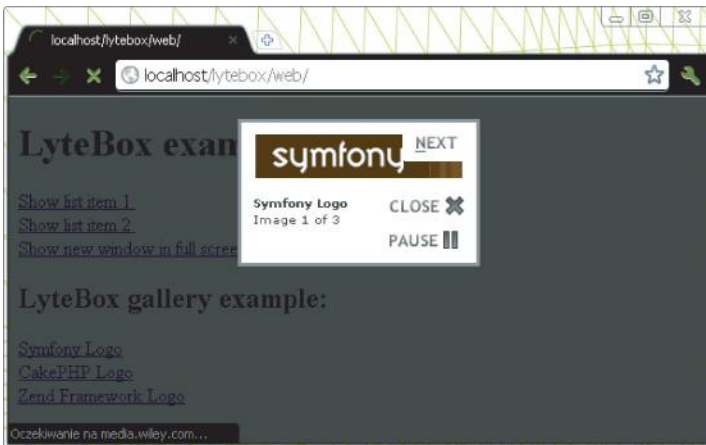 localhost/lytebox/web/
localhost/lytebox/web/
LyteBox exam
symfony
NEXT
Symfony Logo
Image 1 of 3
CLOSE
PAUSE
Show list item 1
Show list item 2
Show new window in full scree
LyteBox gallery example:
Symfony Logo
CakePHP Logo
Zend Framework Logo
Oczekiwanie na media.wiley.com...